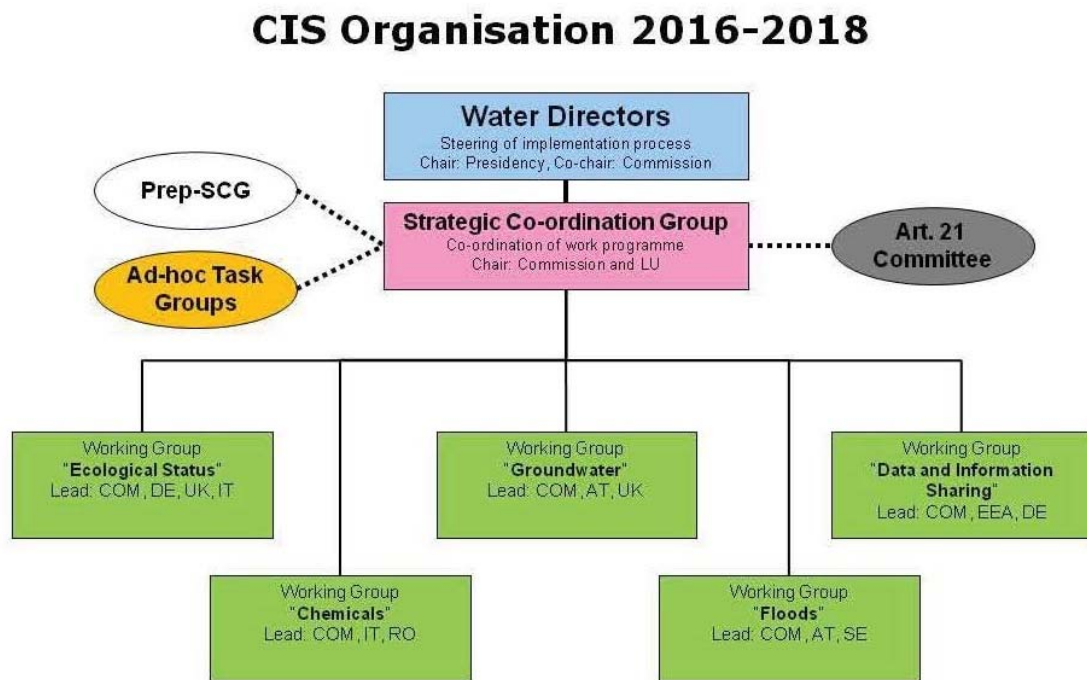 CIS Organisation 2016-2018
Water Directors
Steering of implementation process
Chair: Presidency, Co-chair: Commission
Prep-SCG
Strategic Co-ordination Group
Co-ordination of work programme
Chair: Commission and LU
Art. 21
Committee
Ad-hoc Task
Groups
Working Group
"Ecological Status"
Lead: COM, DE, UK, IT
Working Group
"Groundwater"
Lead: COM, AT, UK
Working Group
"Data and Information
Sharing"
Lead: COM, EEA, DE
Working Group
"Chemicals"
Lead: COM, IT, RO
Working Group
"Floods"
Lead: COM, AT, SE